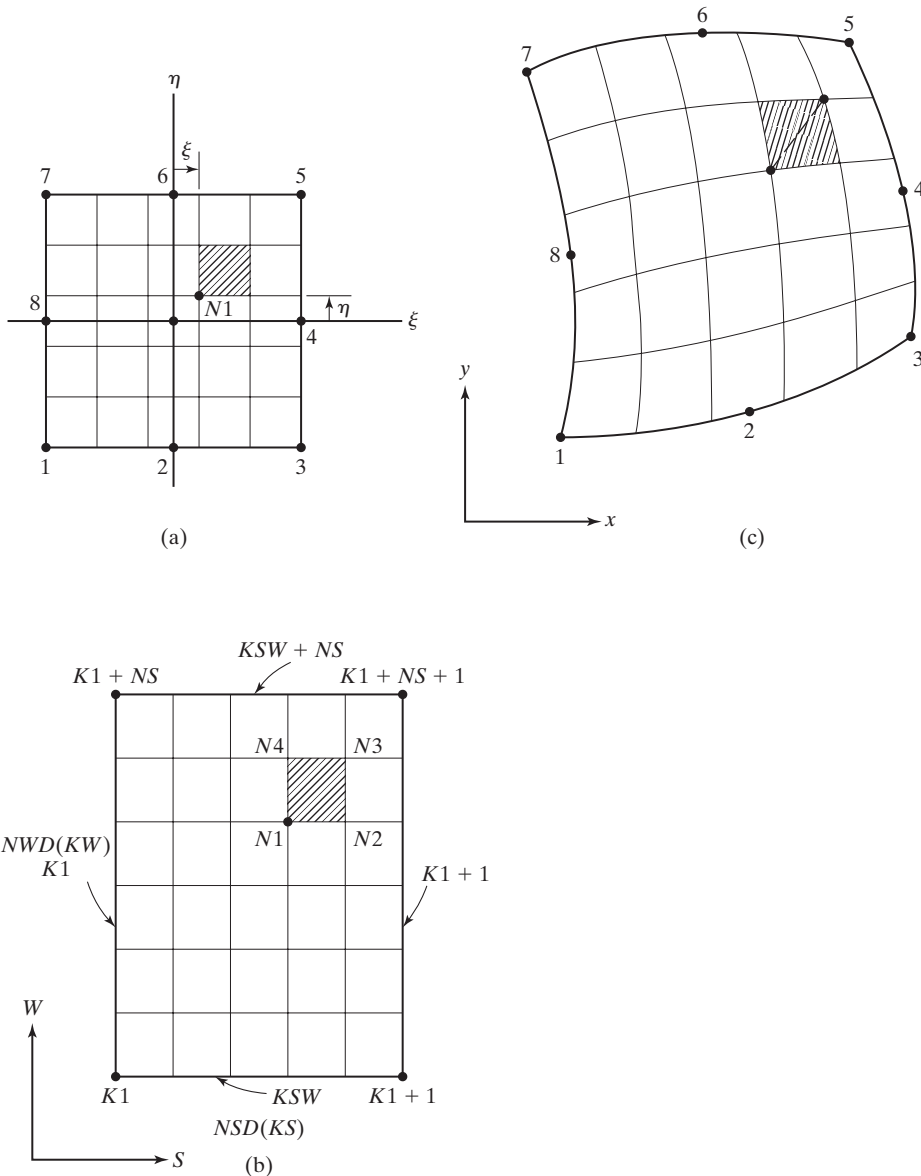 η
ξ
7 6 5
N1
η
8
ξ
4
1 2 3
(a)
6
5
7
4
8
3
2
1
y
x
(c)
KSW + NS
K1 + NS K1 + NS + 1
N4 N3
N1 N2
NWD(KW)
K1
K1 + 1
W
K1 KSW K1 + 1
NSD(KS)
S
(b)